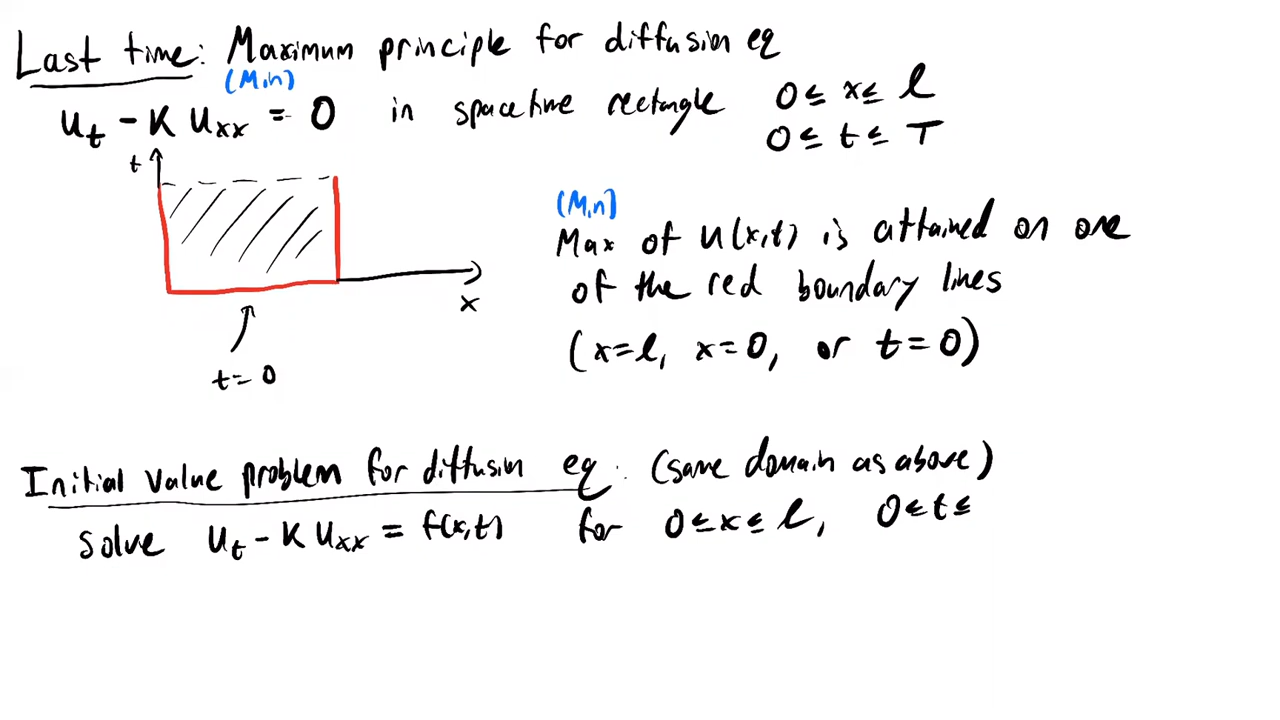 Last time: Maximum principle for diffusion eq
(Min)
u_t - K u_xx = 0 in spacetime rectangle 0 ≤ x ≤ l
0 ≤ t ≤ T
t
(Min)
Max of u(x,t) is attained on one
of the red boundary lines
x
(x=l, x=0, or t=0)
t=0
Initial value problem for diffusin eq: (same domain as above)
solve u_t - K u_xx = f(x,t) for 0≤x≤l, 0≤t≤